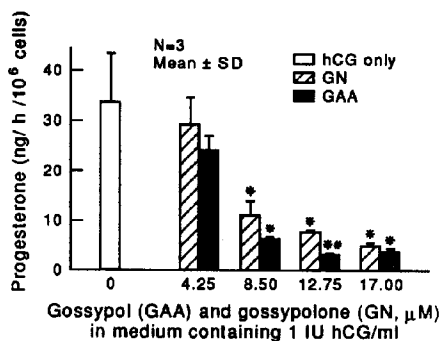 N=3
Mean ± SD
hCG only
GN
GAA
Progesterone (ng/ h /10⁶ cells)
50
40
30
20
10
0
*
*
*
**
*
*
0 4.25 8.50 12.75 17.00
Gossypol (GAA) and gossypolone (GN, μM)
in medium containing 1 IU hCG/ml